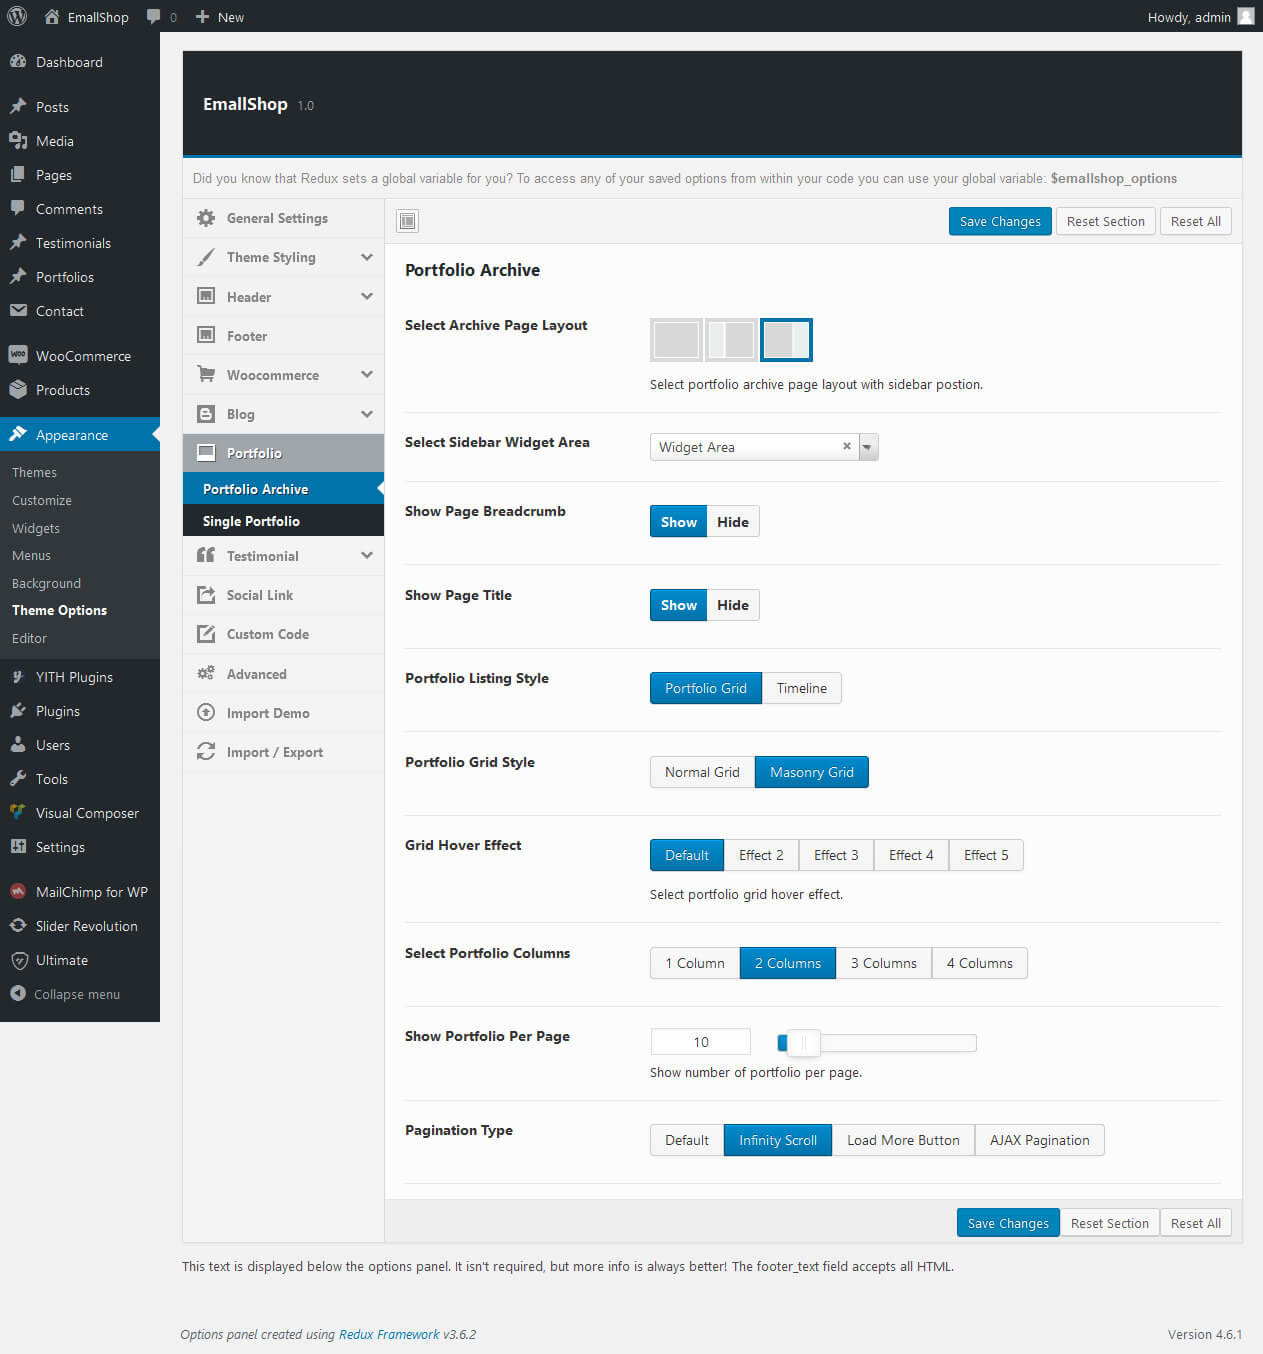 EmallShop 0 New Howdy, admin
Dashboard
Posts
Media
Pages
Comments
Testimonials
Portfolios
Contact
WooCommerce
Products
Appearance
Themes
Customize
Widgets
Menus
Background
Theme Options
Editor
YITH Plugins
Plugins
Users
Tools
Visual Composer
Settings
MailChimp for WP
Slider Revolution
Ultimate
Collapse menu
EmallShop 1.0
Did you know that Redux sets a global variable for you? To access any of your saved options from within your code you can use your global variable: $emallshop_options
General Settings
Theme Styling
Header
Footer
Woocommerce
Blog
Portfolio
Portfolio Archive
Single Portfolio
Testimonial
Social Link
Custom Code
Advanced
Import Demo
Import / Export
Save Changes Reset Section Reset All
Portfolio Archive
Select Archive Page Layout
Select portfolio archive page layout with sidebar postion.
Select Sidebar Widget Area Widget Area
Show Page Breadcrumb Show Hide
Show Page Title Show Hide
Portfolio Listing Style Portfolio Grid Timeline
Portfolio Grid Style Normal Grid Masonry Grid
Grid Hover Effect Default Effect 2 Effect 3 Effect 4 Effect 5
Select portfolio grid hover effect.
Select Portfolio Columns 1 Column 2 Columns 3 Columns 4 Columns
Show Portfolio Per Page 10
Show number of portfolio per page.
Pagination Type Default Infinity Scroll Load More Button AJAX Pagination
Save Changes Reset Section Reset All
This text is displayed below the options panel. It isn't required, but more info is always better! The footer_text field accepts all HTML.
Options panel created using Redux Framework v3.6.2 Version 4.6.1